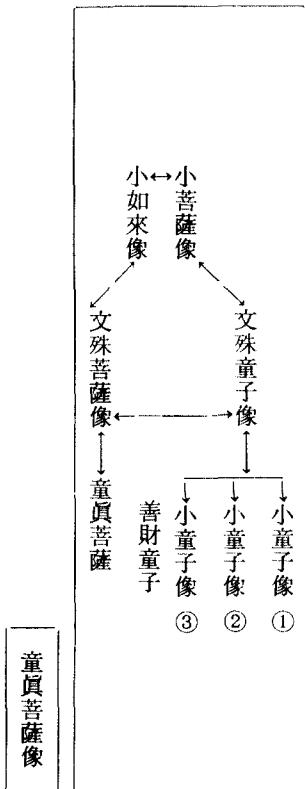 小菩薩像
小如來像
文殊童子像
文殊菩薩像
小童子像 ①
小童子像 ②
小童子像 ③
善財童子
童眞菩薩
童眞菩薩像